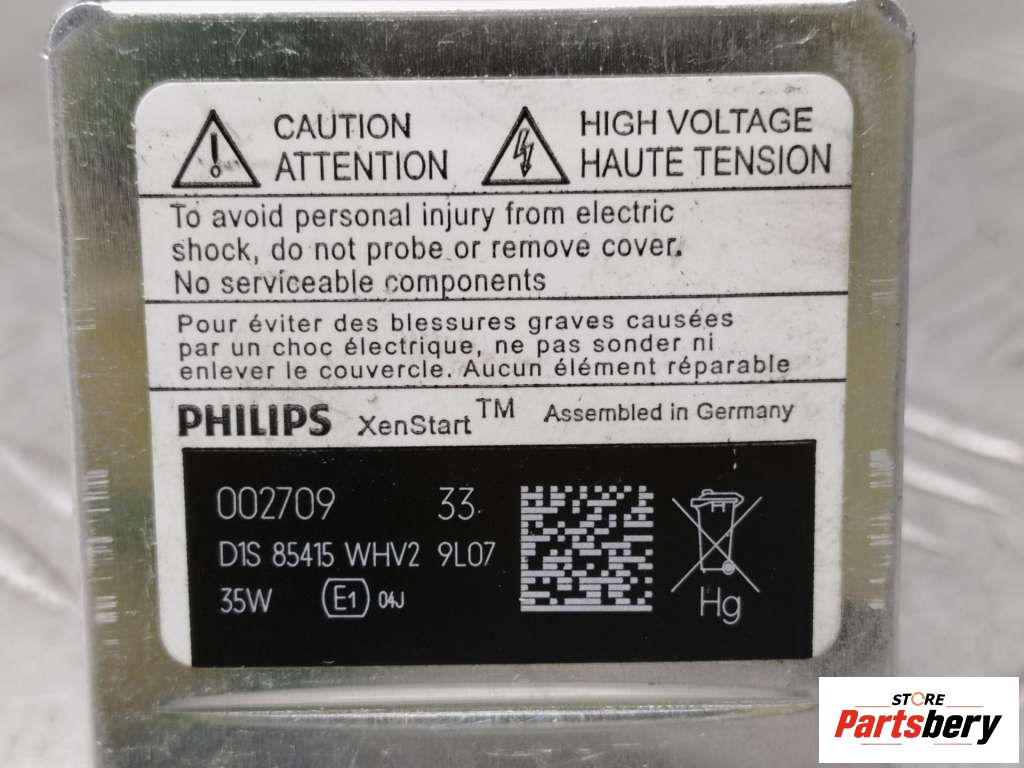 CAUTION
ATTENTION
HIGH VOLTAGE
HAUTE TENSION
To avoid personal injury from electric
shock, do not probe or remove cover.
No serviceable components
Pour éviter des blessures graves causées
par un choc électrique, ne pas sonder ni
enlever le couvercle. Aucun élément réparable
PHILIPS XenStart™ Assembled in Germany
002709 33
D1S 85415 WHV2 9L07
35W E1 04J
Hg
STORE
Partsbery